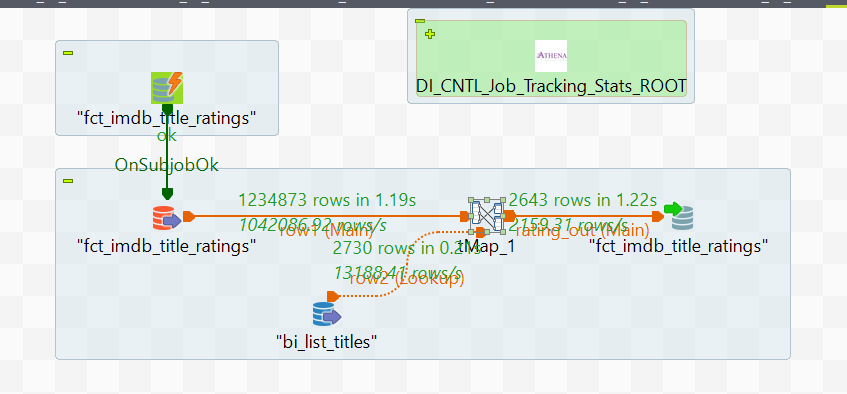 ATHENA
DI_CNTL_Job_Tracking_Stats_ROOT
"fct_imdb_title_ratings"
ok
OnSubjobOk
1234873 rows in 1.19s
1042086.92 rows/s
row1 (Main)
2643 rows in 1.22s
2159.31 rows/s
rating_out (Main)
"fct_imdb_title_ratings"
tMap_1
"fct_imdb_title_ratings"
2730 rows in 0.21s
13188.41 rows/s
row2 (Lookup)
"bi_list_titles"